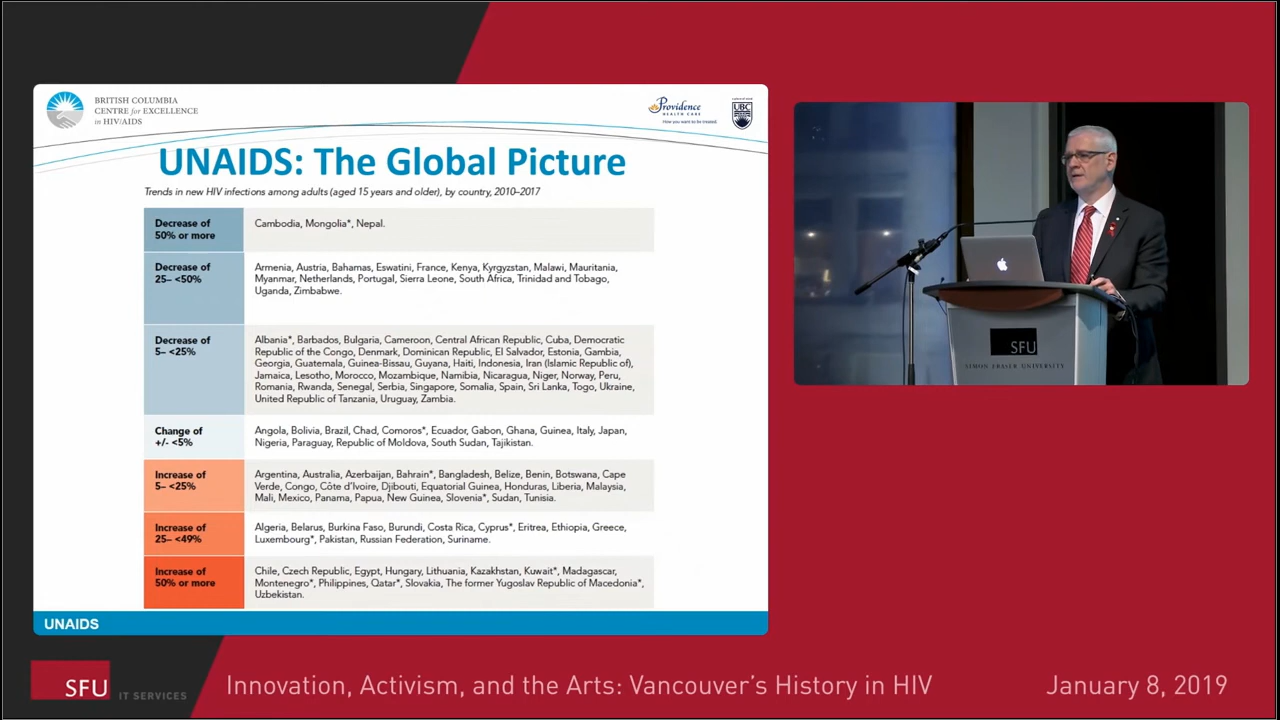 BRITISH COLUMBIA
CENTRE for EXCELLENCE
in HIV/AIDS
Providence
HEALTH CARE
How you want to be treated.
UBC
UNAIDS: The Global Picture
Trends in new HIV infections among adults (aged 15 years and older), by country, 2010–2017
Decrease of
50% or more
Cambodia, Mongolia*, Nepal.
Decrease of
25– <50%
Armenia, Austria, Bahamas, Eswatini, France, Kenya, Kyrgyzstan, Malawi, Mauritania,
Myanmar, Netherlands, Portugal, Sierra Leone, South Africa, Trinidad and Tobago,
Uganda, Zimbabwe.
Decrease of
5– <25%
Albania*, Barbados, Bulgaria, Cameroon, Central African Republic, Cuba, Democratic
Republic of the Congo, Denmark, Dominican Republic, El Salvador, Estonia, Gambia,
Georgia, Guatemala, Guinea-Bissau, Guyana, Haiti, Indonesia, Iran (Islamic Republic of),
Jamaica, Lesotho, Morocco, Mozambique, Namibia, Nicaragua, Niger, Norway, Peru,
Romania, Rwanda, Senegal, Serbia, Singapore, Somalia, Spain, Sri Lanka, Togo, Ukraine,
United Republic of Tanzania, Uruguay, Zambia.
Change of
+/- <5%
Angola, Bolivia, Brazil, Chad, Comoros*, Ecuador, Gabon, Ghana, Guinea, Italy, Japan,
Nigeria, Paraguay, Republic of Moldova, South Sudan, Tajikistan.
Increase of
5– <25%
Argentina, Australia, Azerbaijan, Bahrain*, Bangladesh, Belize, Benin, Botswana, Cape
Verde, Congo, Côte d'Ivoire, Djibouti, Equatorial Guinea, Honduras, Liberia, Malaysia,
Mali, Mexico, Panama, Papua, New Guinea, Slovenia*, Sudan, Tunisia.
Increase of
25– <49%
Algeria, Belarus, Burkina Faso, Burundi, Costa Rica, Cyprus*, Eritrea, Ethiopia, Greece,
Luxembourg*, Pakistan, Russian Federation, Suriname.
Increase of
50% or more
Chile, Czech Republic, Egypt, Hungary, Lithuania, Kazakhstan, Kuwait*, Madagascar,
Montenegro*, Philippines, Qatar*, Slovakia, The former Yugoslav Republic of Macedonia*,
Uzbekistan.
UNAIDS
SFU
SIMON FRASER UNIVERSITY
SFU IT SERVICES
Innovation, Activism, and the Arts: Vancouver's History in HIV
January 8, 2019